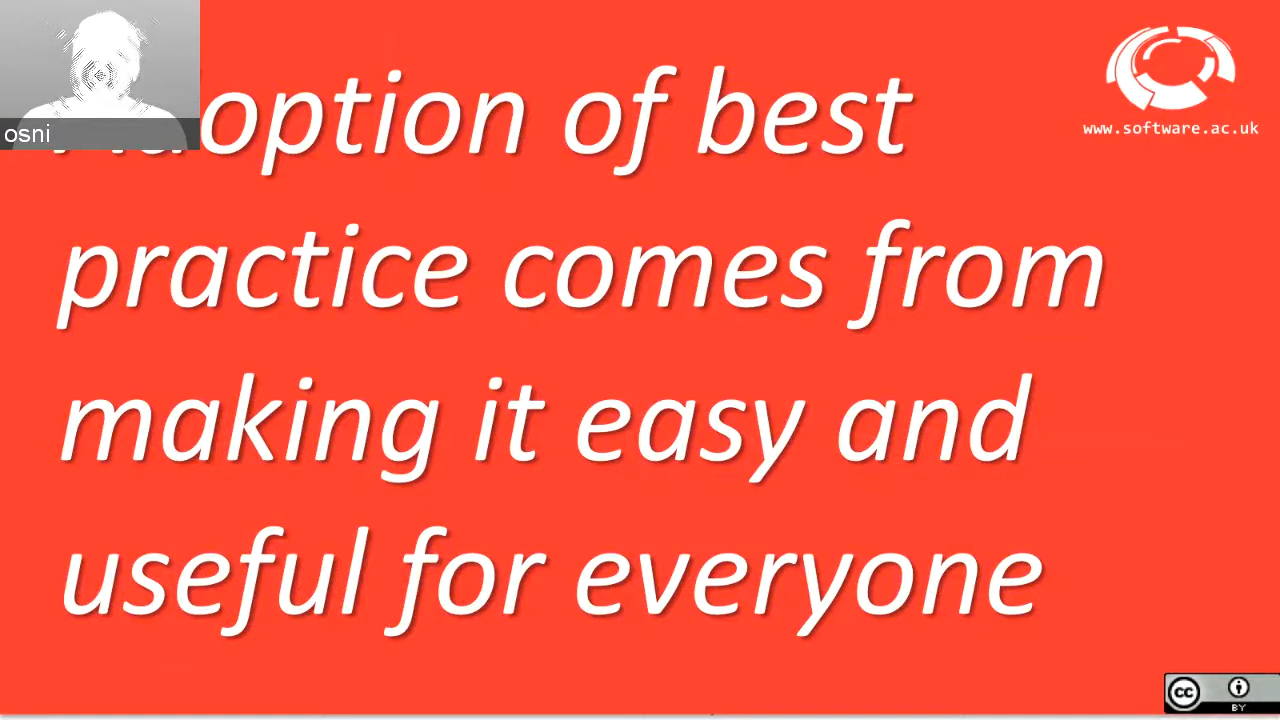 osni
option of best
practice comes from
making it easy and
useful for everyone
www.software.ac.uk
cc
BY